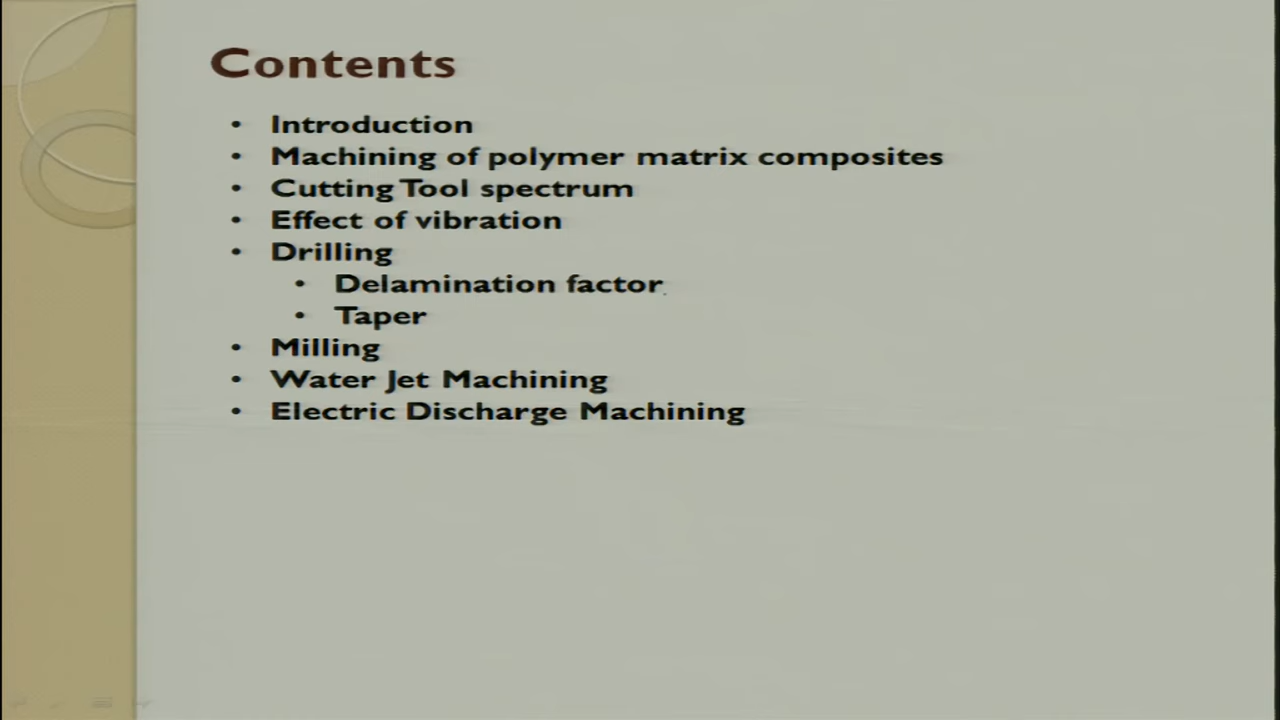 Contents
• Introduction
• Machining of polymer matrix composites
• Cutting Tool spectrum
• Effect of vibration
• Drilling
• Delamination factor
• Taper
• Milling
• Water Jet Machining
• Electric Discharge Machining